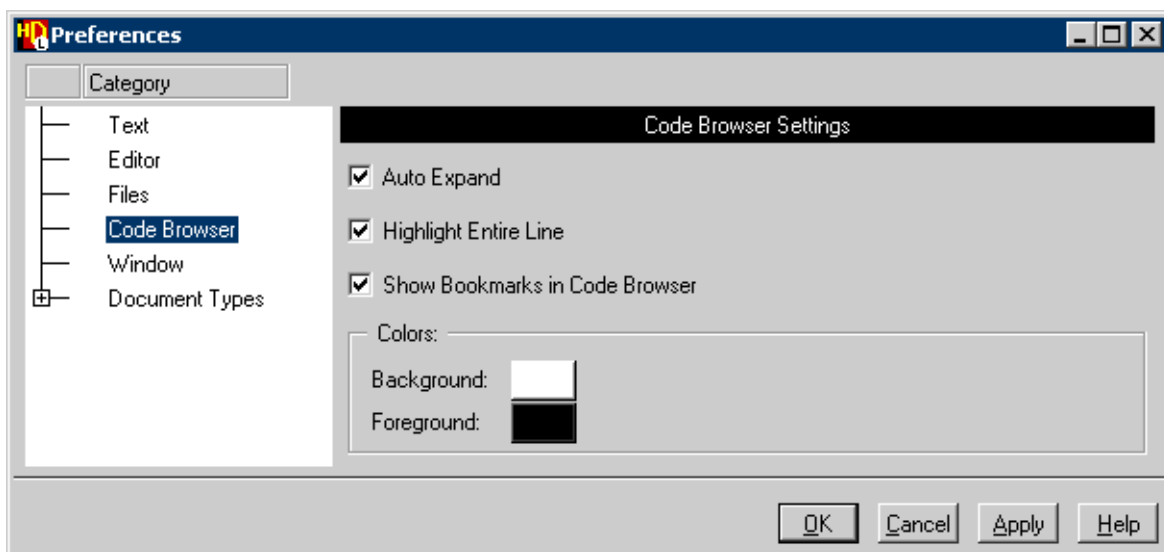 HDL Preferences
Category
Text
Editor
Files
Code Browser
Window
Document Types
Code Browser Settings
Auto Expand
Highlight Entire Line
Show Bookmarks in Code Browser
Colors:
Background:
Foreground:
OK Cancel Apply Help